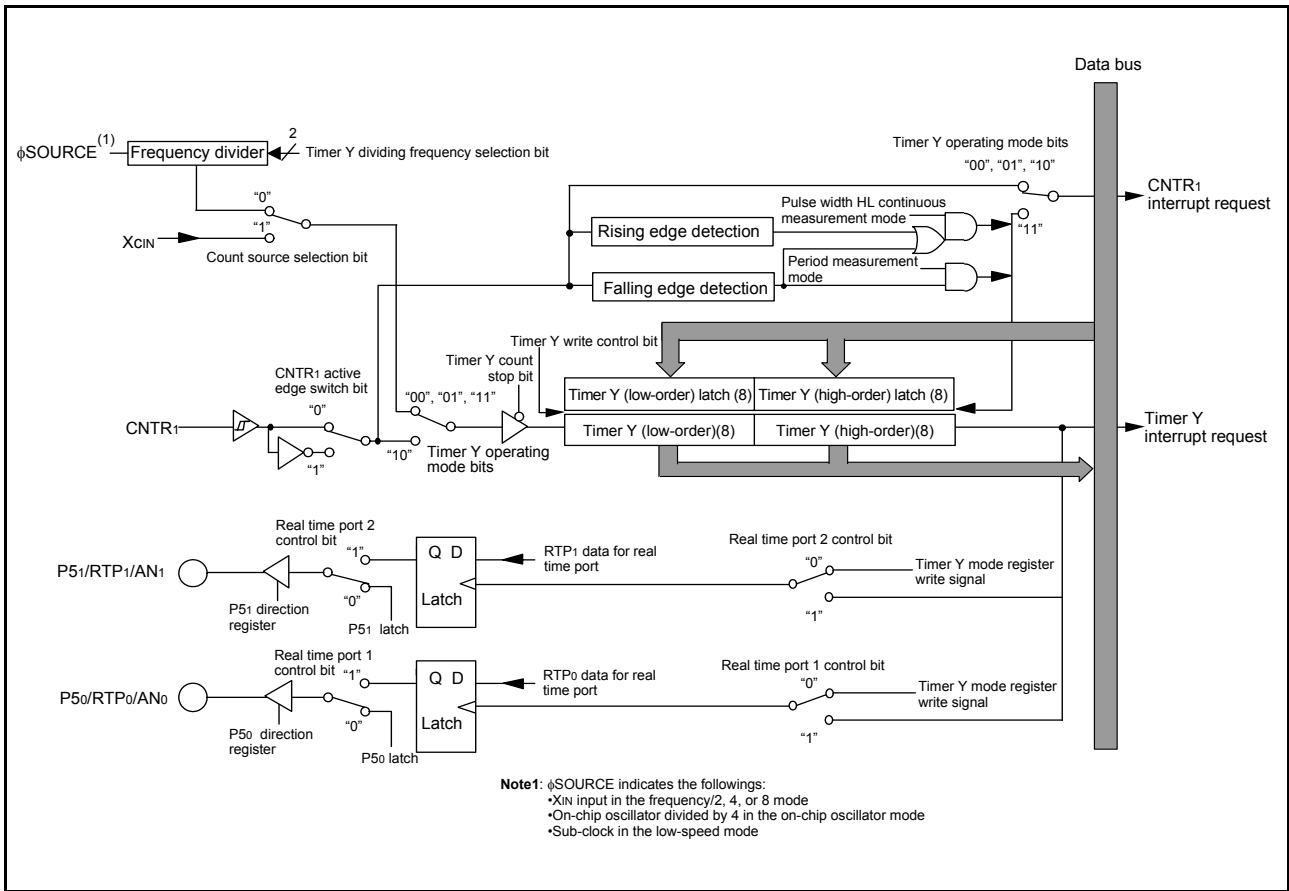 Data bus
φSOURCE(1)
Frequency divider
2
Timer Y dividing frequency selection bit
Timer Y operating mode bits
“00”, “01”, “10”
CNTR1
interrupt request
“0”
“1”
XCIN
Count source selection bit
Pulse width HL continuous
measurement mode
“11”
Rising edge detection
Period measurement
mode
Falling edge detection
Timer Y write control bit
Timer Y count
stop bit
CNTR1 active
edge switch bit
“00”, “01”, “11”
Timer Y (low-order) latch (8)
Timer Y (high-order) latch (8)
“0”
CNTR1
“1”
“10”
Timer Y operating
mode bits
Timer Y (low-order)(8)
Timer Y (high-order)(8)
Timer Y
interrupt request
Real time port 2
control bit
“1”
Q D
Latch
RTP1 data for real
time port
Real time port 2 control bit
“0”
Timer Y mode register
write signal
“1”
P51/RTP1/AN1
“0”
P51 direction
register
P51 latch
Real time port 1
control bit
“1”
Q D
Latch
RTP0 data for real
time port
Real time port 1 control bit
“0”
Timer Y mode register
write signal
“1”
P50/RTP0/AN0
“0”
P50 direction
register
P50 latch
Note1: φSOURCE indicates the followings:
•XIN input in the frequency/2, 4, or 8 mode
•On-chip oscillator divided by 4 in the on-chip oscillator mode
•Sub-clock in the low-speed mode